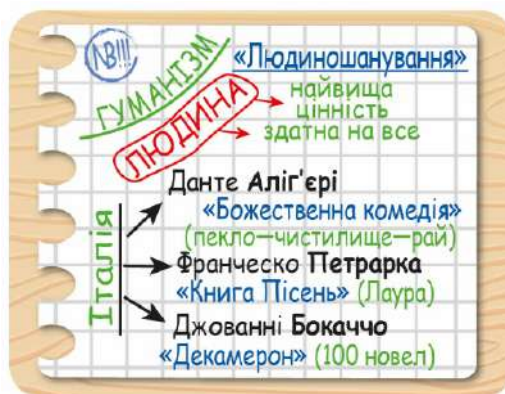 NB!!!
ГУМАНІЗМ
«Людиношанування»
ЛЮДИНА
найвища
цінність
здатна на все
Італія
Данте Аліг'єрі
«Божественна комедія»
(пекло—чистилище—рай)
Франческо Петрарка
«Книга Пісень» (Лаура)
Джованні Бокаччо
«Декамерон» (100 новел)